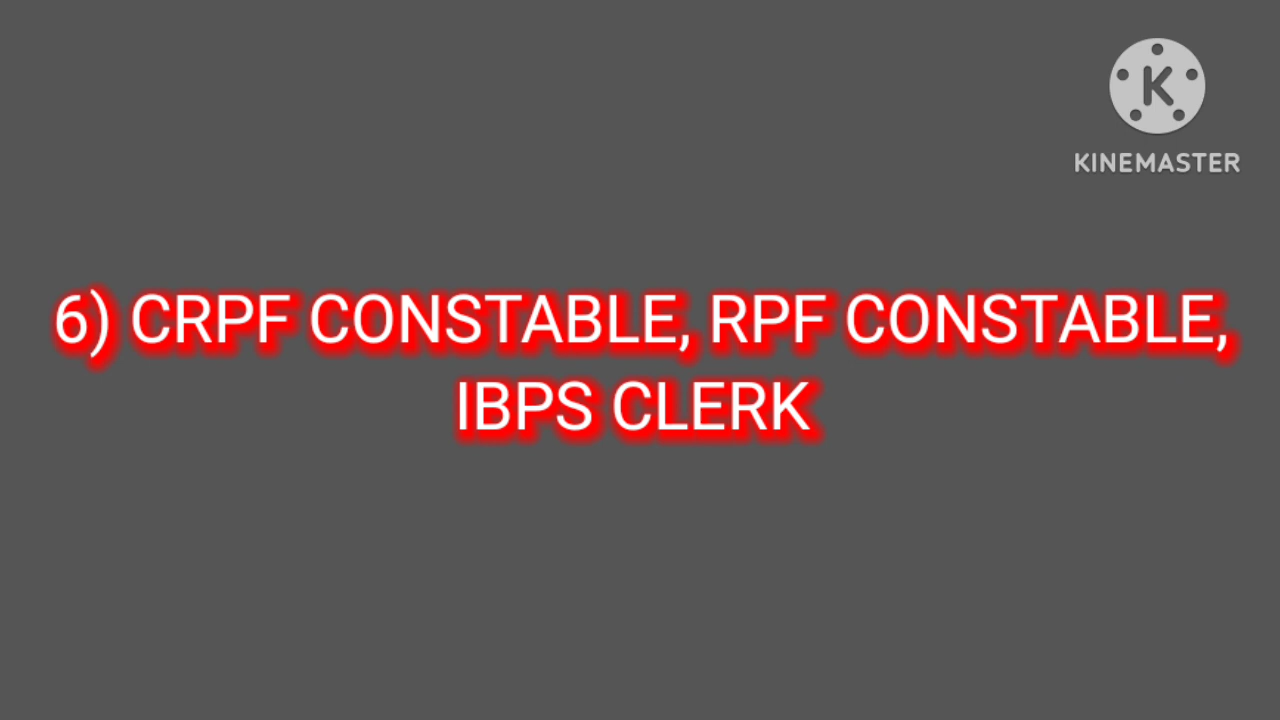 K
KINEMASTER
6) CRPF CONSTABLE, RPF CONSTABLE,
IBPS CLERK